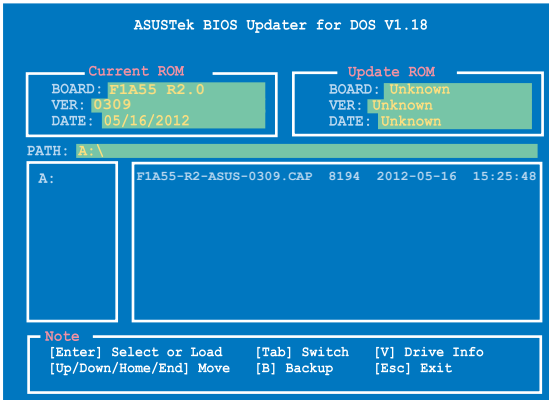 ASUSTek BIOS Updater for DOS V1.18
Current ROM
BOARD: F1A55 R2.0
VER: 0309
DATE: 05/16/2012
Update ROM
BOARD: Unknown
VER: Unknown
DATE: Unknown
PATH: A:\
A:
F1A55-R2-ASUS-0309.CAP 8194 2012-05-16 15:25:48
Note
[Enter] Select or Load [Tab] Switch [V] Drive Info
[Up/Down/Home/End] Move [B] Backup [Esc] Exit